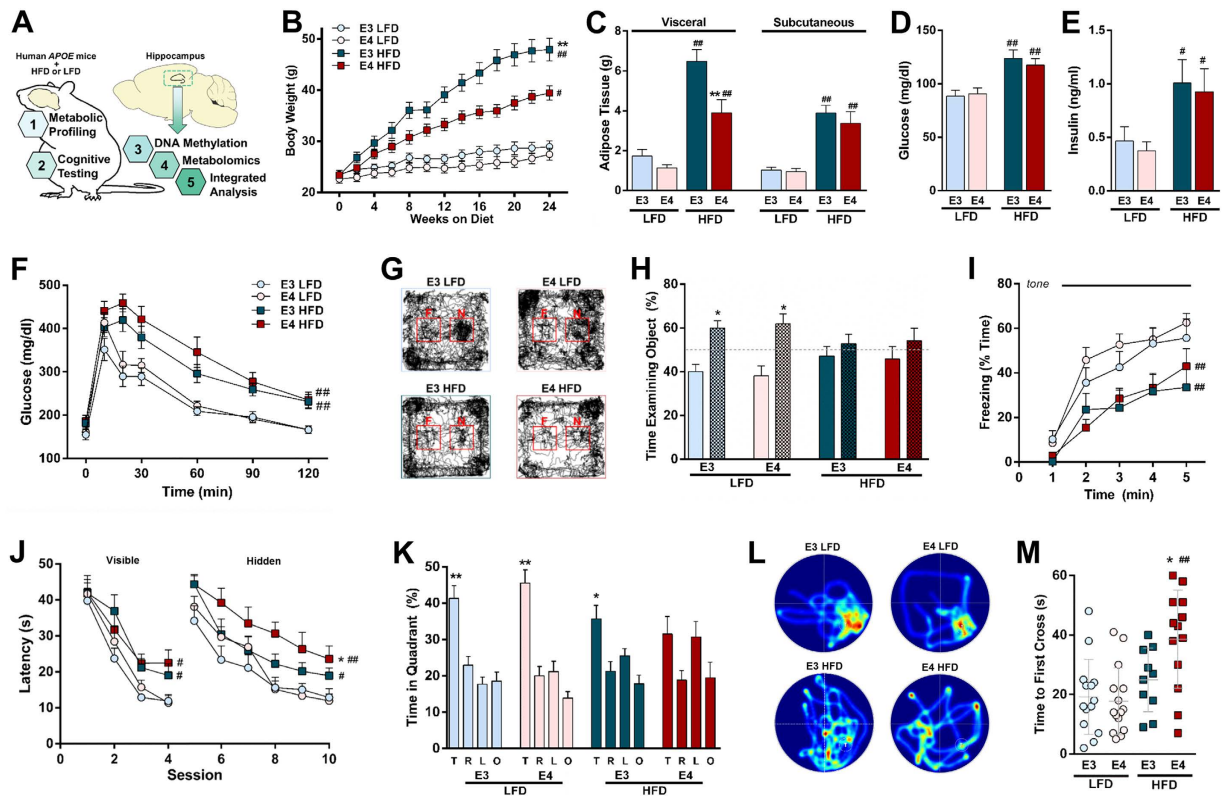 A
Human APOE mice
+
HFD or LFD
Hippocampus
1
Metabolic
Profiling
2
Cognitive
Testing
3
DNA Methylation
4
Metabolomics
5
Integrated
Analysis
B
E3 LFD
E4 LFD
E3 HFD
E4 HFD
Body Weight (g)
50
40
30
20
**
##
#
0 4 8 12 16 20 24
Weeks on Diet
C
Visceral
Subcutaneous
Adipose Tissue (g)
8
6
4
2
0
##
** ##
##
##
E3 E4 E3 E4 E3 E4 E3 E4
LFD HFD LFD HFD
D
Glucose (mg/dl)
150
100
50
0
## ##
E3 E4 E3 E4
LFD HFD
E
Insulin (ng/ml)
1.5
1.0
0.5
0.0
# #
E3 E4 E3 E4
LFD HFD
F
Glucose (mg/dl)
500
400
300
200
100
E3 LFD
E4 LFD
E3 HFD
E4 HFD
##
##
0 30 60 90 120
Time (min)
G
E3 LFD
E4 LFD
F N
F N
E3 HFD
E4 HFD
F N
F N
H
Time Examining Object (%)
80
60
40
20
0
* *
E3 E4 E3 E4
LFD HFD
I
tone
Freezing (% Time)
80
60
40
20
0
##
##
0 1 2 3 4 5
Time (min)
J
Visible
Hidden
Latency (s)
50
40
30
20
10
0
#
#
* ##
#
0 2 4 6 8 10
Session
K
Time in Quadrant (%)
50
40
30
20
10
0
** ** *
T R L O T R L O T R L O T R L O
E3 E4 E3 E4
LFD HFD
L
E3 LFD
E4 LFD
E3 HFD
E4 HFD
M
Time to First Cross (s)
60
40
20
0
* ##
E3 E4 E3 E4
LFD HFD